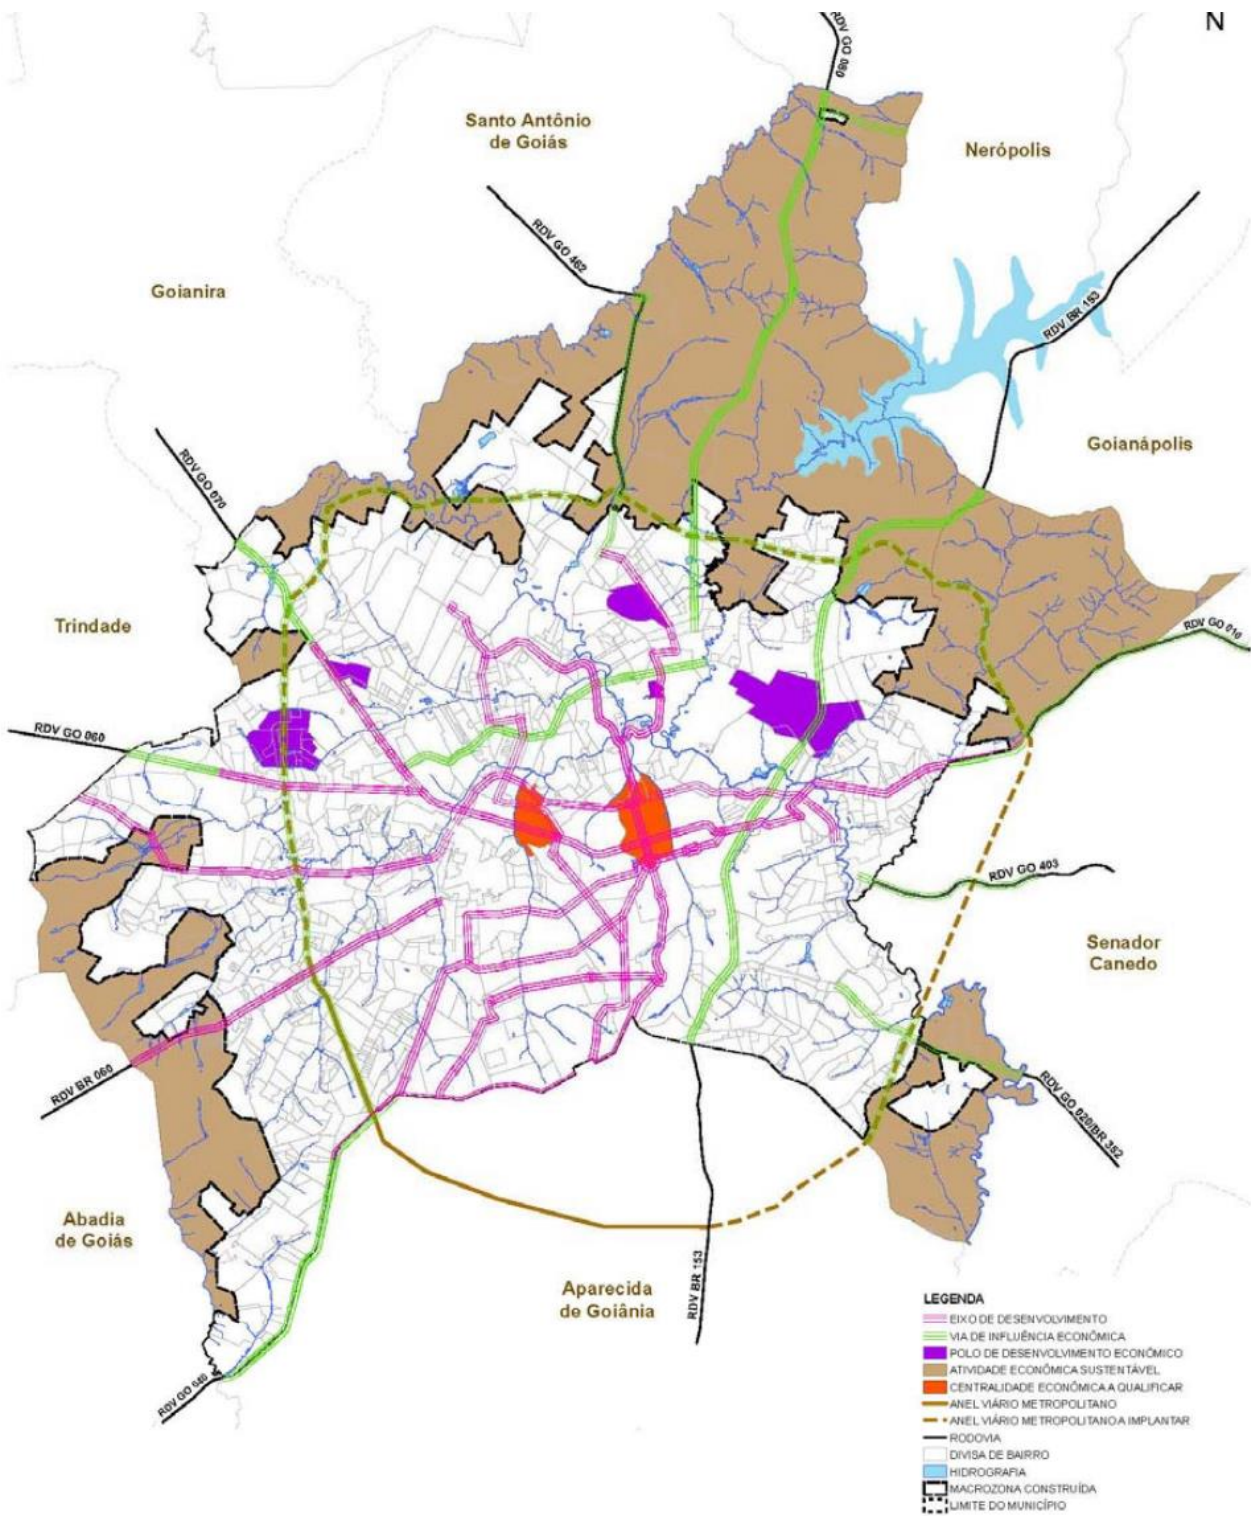 N
RDV GO 080
Santo Antônio
de Goiás
Nerópolis
RDV GO 462
Goianira
RDV BR 153
Goianápolis
RDV GO 070
Trindade
RDV GO 010
RDV GO 060
RDV GO 403
Senador
Canedo
RDV BR 060
RDV GO 020/BR 352
Abadia
de Goiás
Aparecida
de Goiânia
RDV BR 153
RDV GO 040
LEGENDA
EIXO DE DESENVOLVIMENTO
VIA DE INFLUÊNCIA ECONÔMICA
POLO DE DESENVOLVIMENTO ECONÔMICO
ATIVIDADE ECONÔMICA SUSTENTÁVEL
CENTRALIDADE ECONÔMICA A QUALIFICAR
ANEL VIÁRIO METROPOLITANO
ANEL VIÁRIO METROPOLITANO A IMPLANTAR
RODOVIA
DIVISA DE BAIRRO
HIDROGRAFIA
MACROZONA CONSTRUÍDA
LIMITE DO MUNICÍPIO